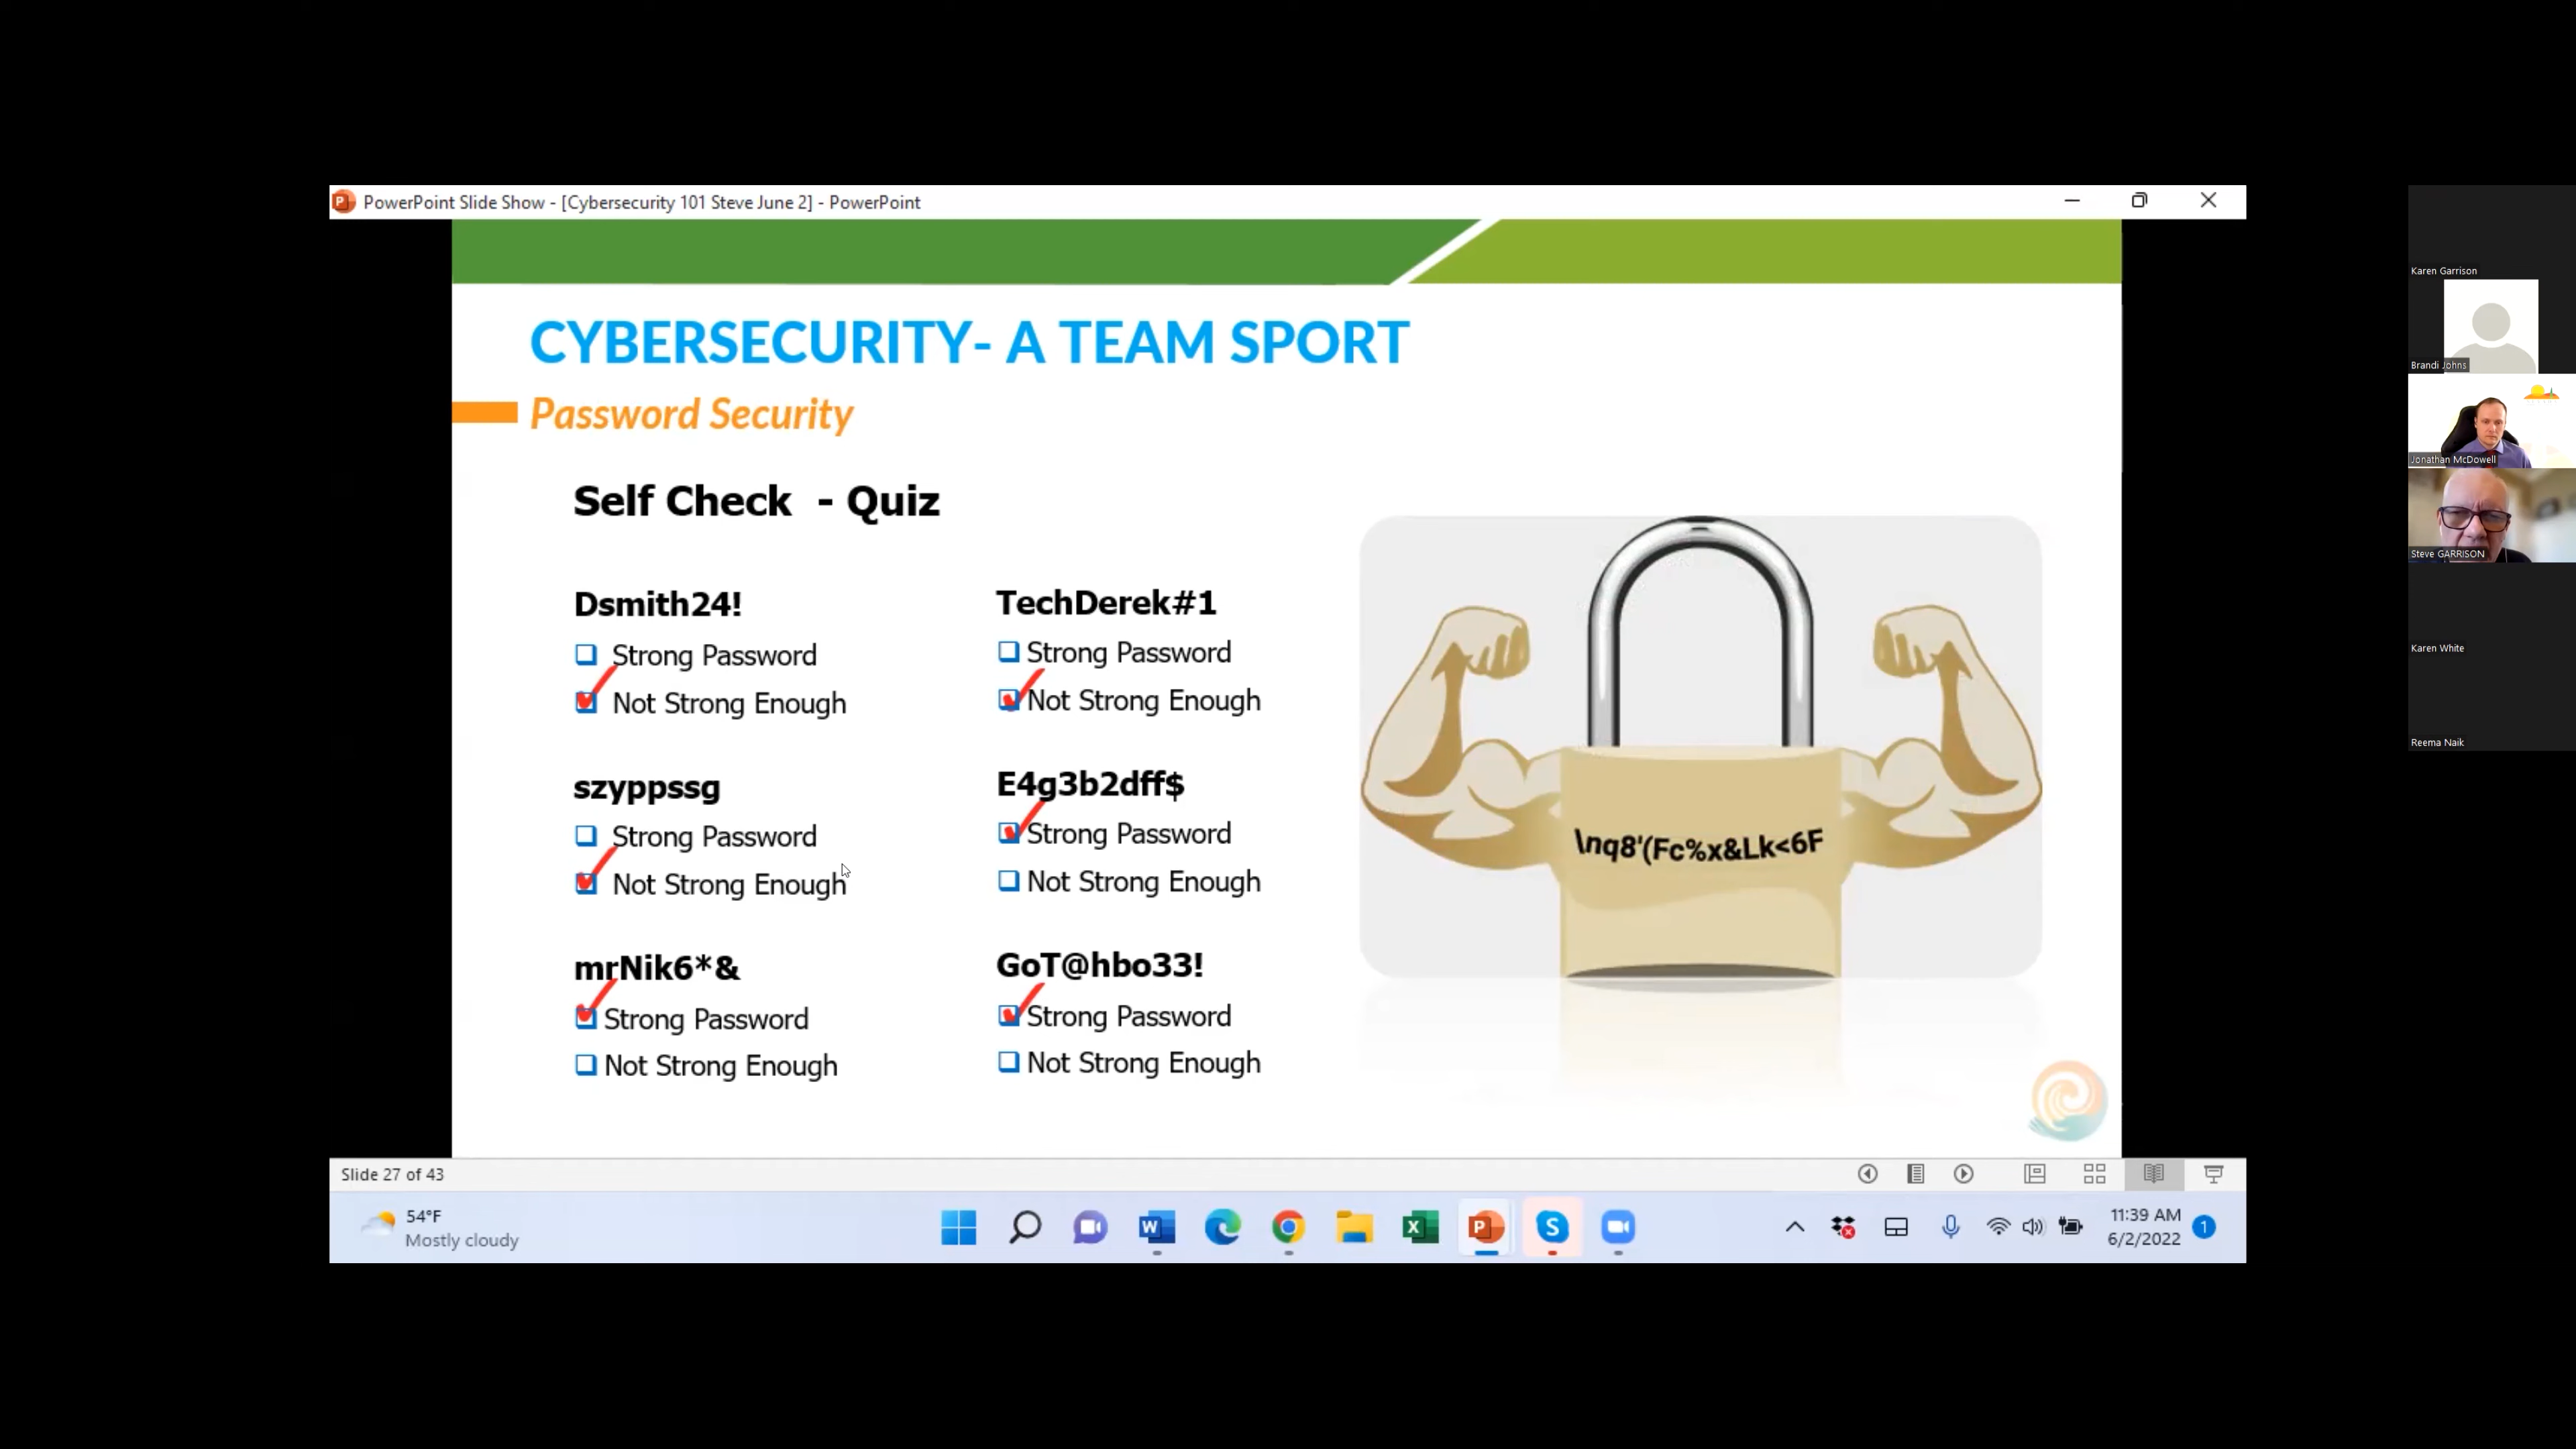 PowerPoint Slide Show - [Cybersecurity 101 Steve June 2] - PowerPoint
CYBERSECURITY- A TEAM SPORT
Password Security
Self Check - Quiz
Dsmith24!
Strong Password
Not Strong Enough
szyppssg
Strong Password
Not Strong Enough
mrNik6*&
Strong Password
Not Strong Enough
TechDerek#1
Strong Password
Not Strong Enough
E4g3b2dff$
Strong Password
Not Strong Enough
GoT@hbo33!
Strong Password
Not Strong Enough
\nq8'(Fc%x&Lk<6F
Slide 27 of 43
54°F
Mostly cloudy
11:39 AM
6/2/2022
1
Karen Garrison
Brandi Johns
Jonathan McDowell
Steve GARRISON
Karen White
Reema Naik